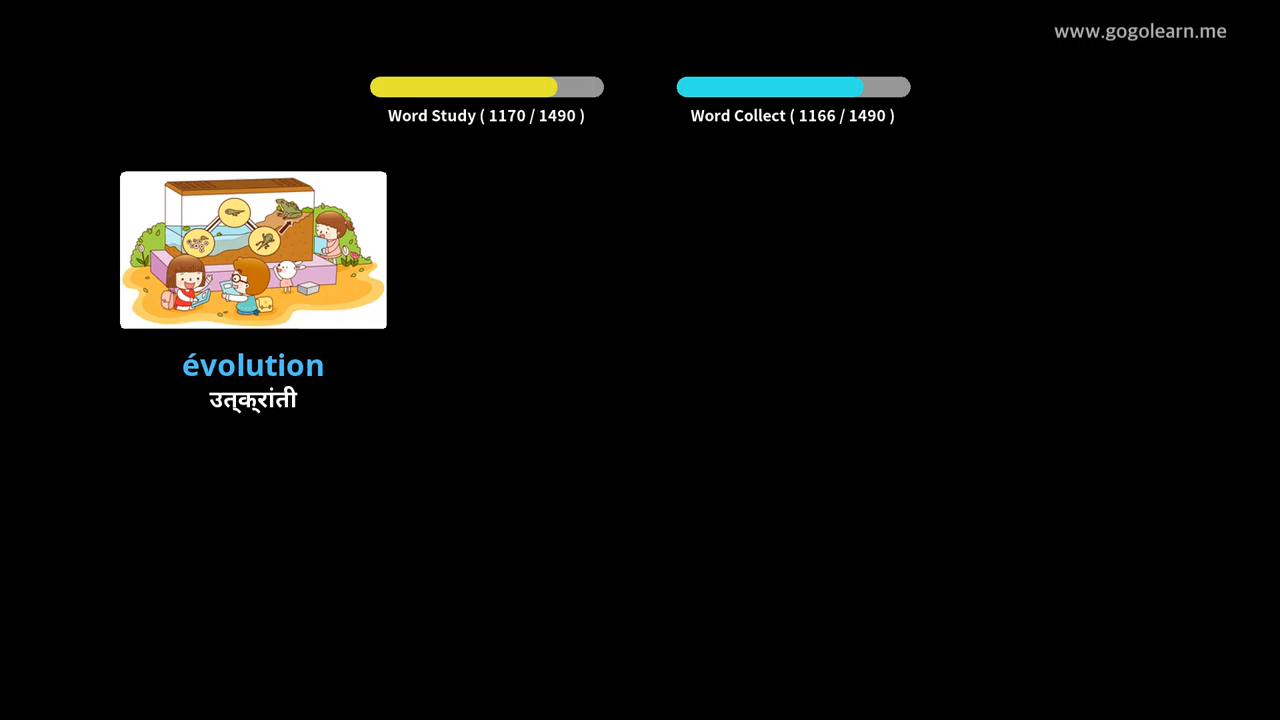 www.gogolearn.me
Word Study ( 1170 / 1490 )
Word Collect ( 1166 / 1490 )
évolution
उत्क्रांती